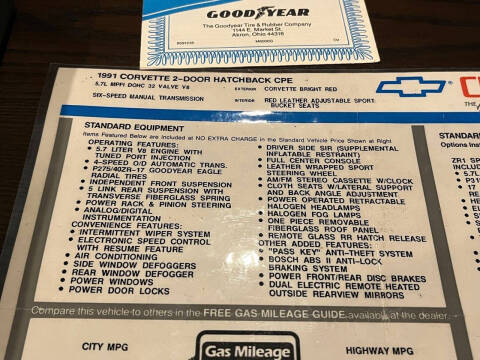 GOODYEAR
The Goodyear Tire & Rubber Company
1144 E. Market St.
Akron, Ohio 44316
1991 CORVETTE 2-DOOR HATCHBACK CPE
5.7L MPFI DOHC 32 VALVE V8
SIX-SPEED MANUAL TRANSMISSION
EXTERIOR CORVETTE BRIGHT RED
INTERIOR RED LEATHER ADJUSTABLE SPORT
BUCKET SEATS
STANDARD EQUIPMENT
Items Featured Below are Included at NO EXTRA CHARGE in the Standard Vehicle Price Shown at Right
OPERATING FEATURES:
• 5.7 LITER V8 ENGINE WITH
TUNED PORT INJECTION
• 4-SPEED O/D AUTOMATIC TRANS.
• P275/40ZR-17 GOODYEAR EAGLE
RADIAL TIRES
• INDEPENDENT FRONT SUSPENSION
• 5 LINK REAR SUSPENSION WITH
TRANSVERSE FIBERGLASS SPRING
• POWER RACK & PINION STEERING
• ANALOG/DIGITAL
INSTRUMENTATION
CONVENIENCE FEATURES:
• INTERMITTENT WIPER SYSTEM
• ELECTRONIC SPEED CONTROL
WITH RESUME FEATURE
• AIR CONDITIONING
• SIDE WINDOW DEFOGGERS
• REAR WINDOW DEFOGGER
• POWER WINDOWS
• POWER DOOR LOCKS
• DRIVER SIDE SIR (SUPPLEMENTAL
INFLATABLE RESTRAINT)
• FULL CENTER CONSOLE
• LEATHER WRAPPED SPORT
STEERING WHEEL
• AM/FM STEREO CASSETTE W/CLOCK
• CLOTH SEATS W/LATERAL SUPPORT
AND BACK ANGLE ADJUSTMENT
• POWER OPERATED RETRACTABLE
HALOGEN HEADLAMPS
• HALOGEN FOG LAMPS
• ONE PIECE REMOVABLE
FIBERGLASS ROOF PANEL
• REMOTE GLASS RR HATCH RELEASE
OTHER ADDED FEATURES:
• "PASS KEY" ANTI-THEFT SYSTEM
• BOSCH ABS II ANTI-LOCK
BRAKING SYSTEM
• POWER FRONT/REAR DISC BRAKES
• DUAL ELECTRIC REMOTE HEATED
OUTSIDE REARVIEW MIRRORS
Compare this vehicle to others in the FREE GAS MILEAGE GUIDE available at the dealer.
CITY MPG
Gas Mileage
HIGHWAY MPG
THE
STANDARD
Options Inst
ZR1 SP